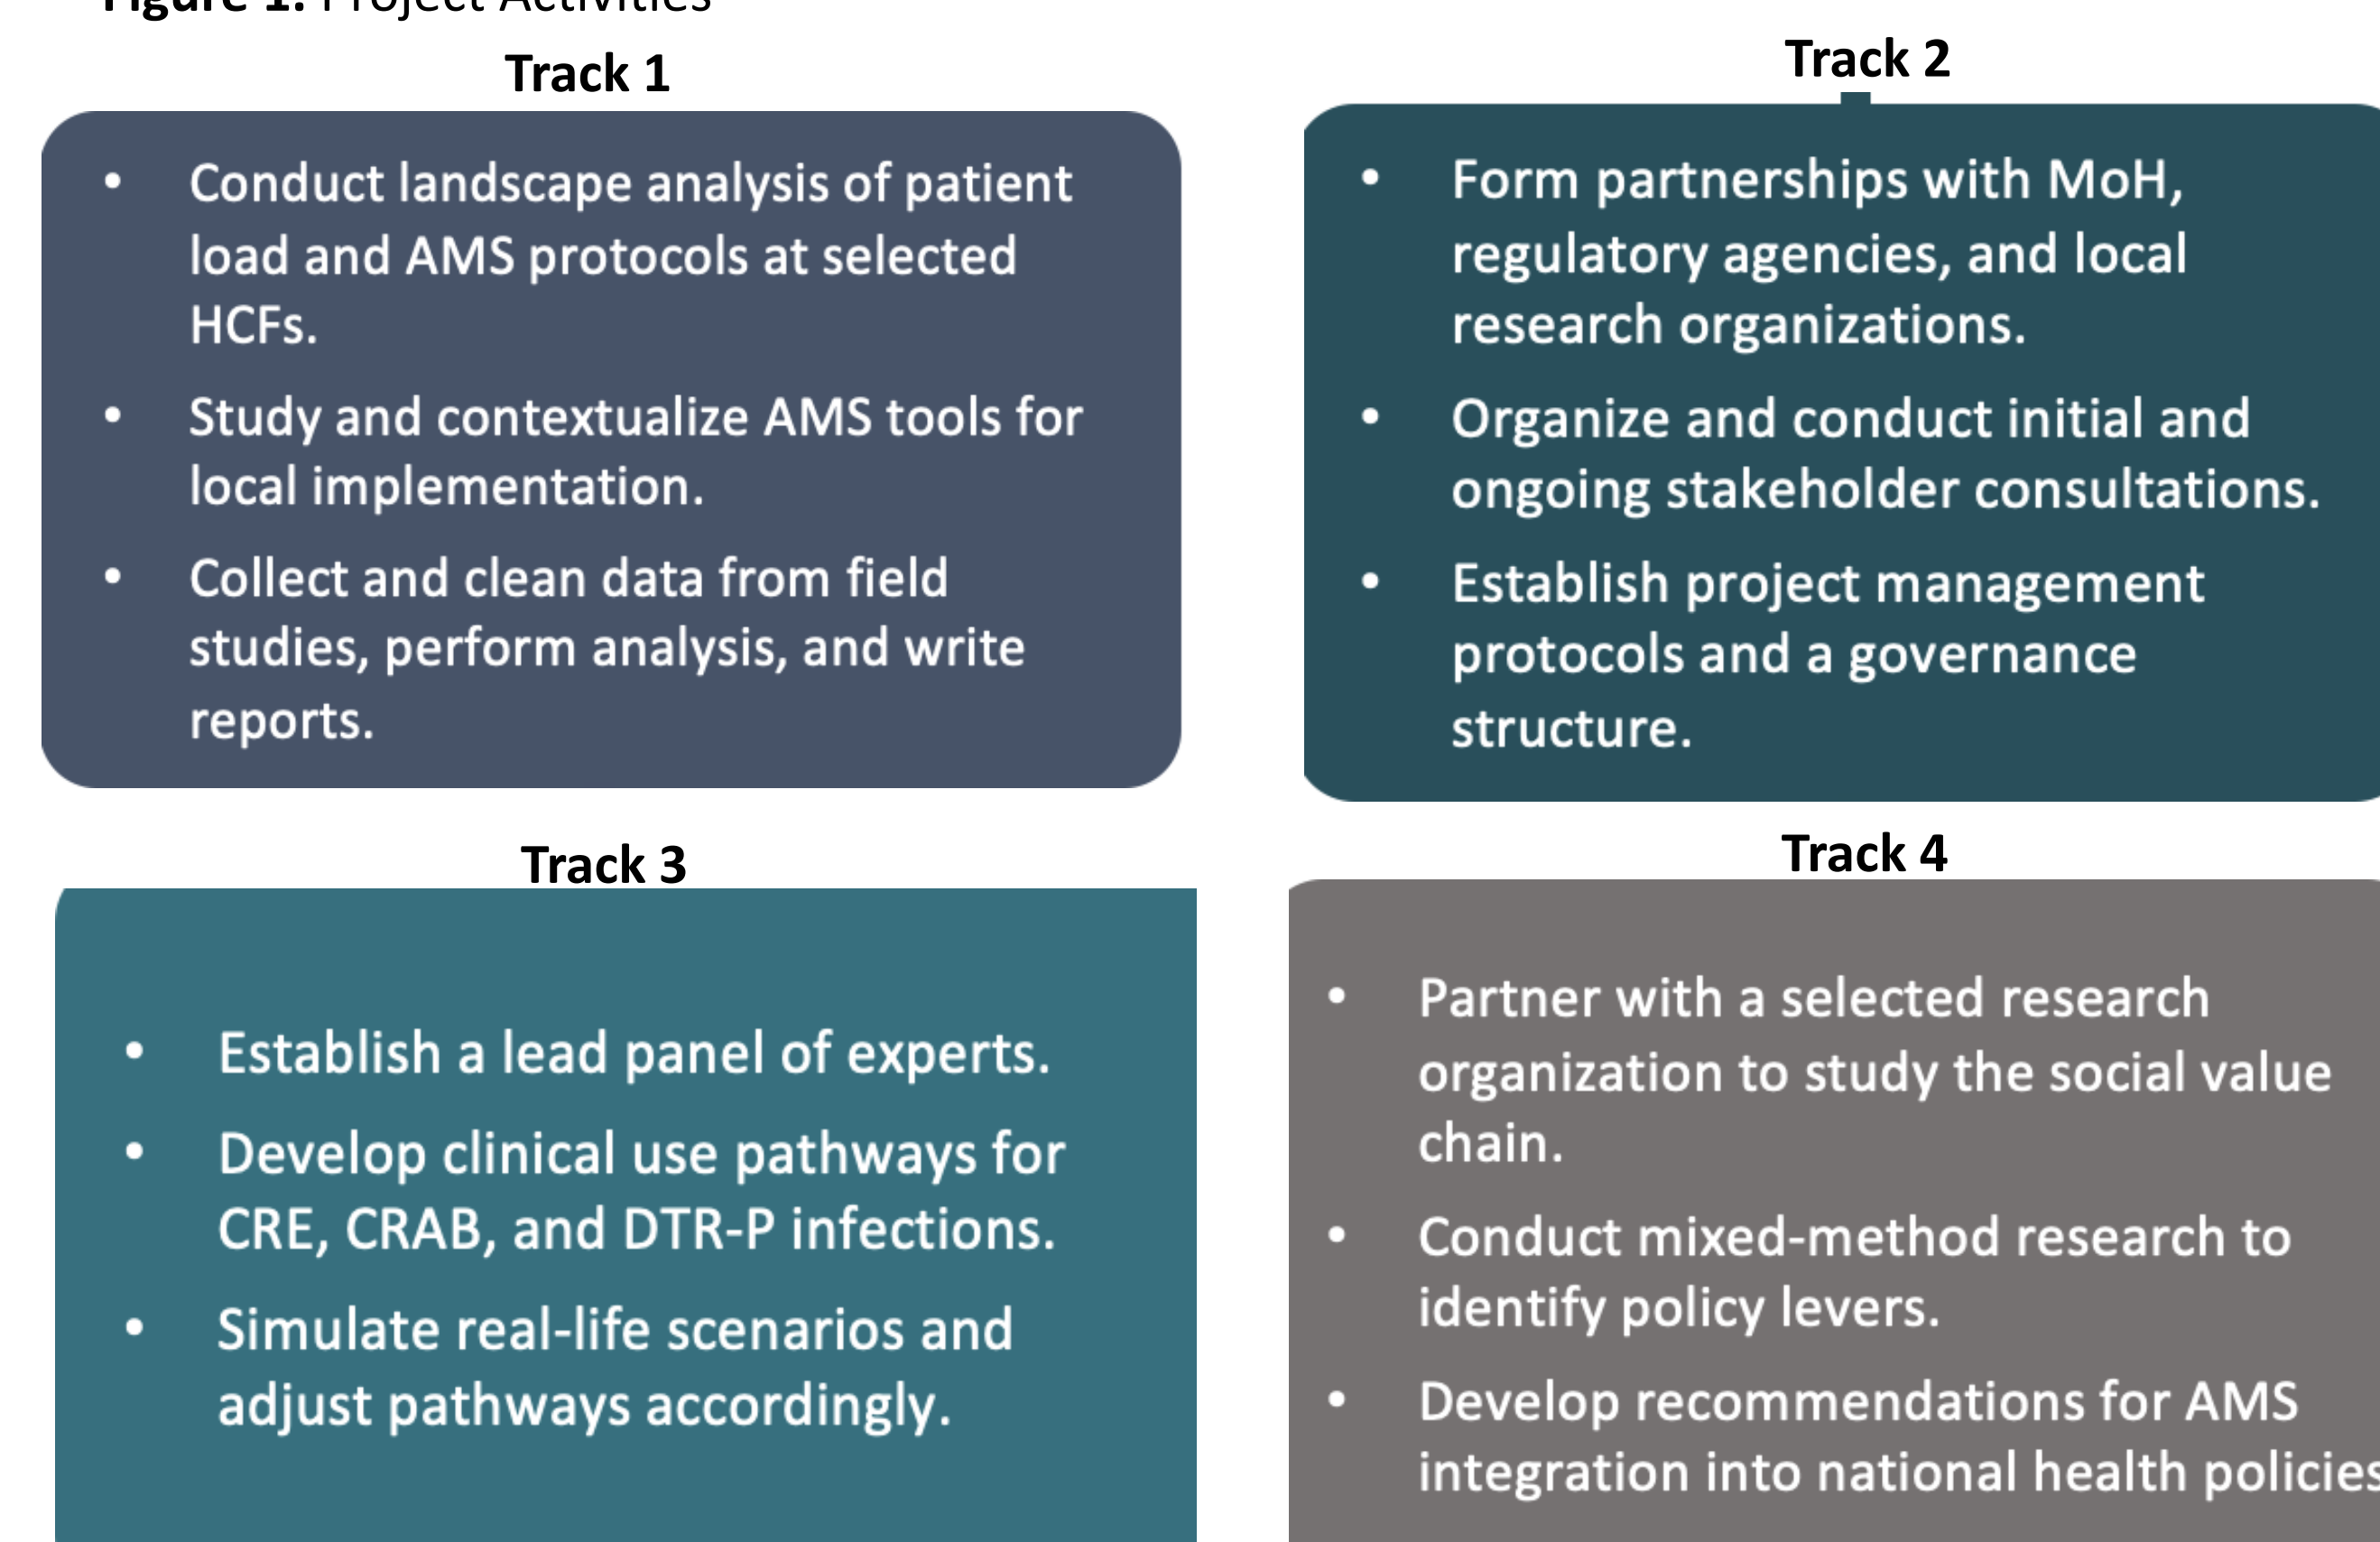 Figure 1. Project Activities
Track 1
• Conduct landscape analysis of patient
load and AMS protocols at selected
HCFs.
• Study and contextualize AMS tools for
local implementation.
• Collect and clean data from field
studies, perform analysis, and write
reports.
Track 2
• Form partnerships with MoH,
regulatory agencies, and local
research organizations.
• Organize and conduct initial and
ongoing stakeholder consultations.
• Establish project management
protocols and a governance
structure.
Track 3
• Establish a lead panel of experts.
• Develop clinical use pathways for
CRE, CRAB, and DTR-P infections.
• Simulate real-life scenarios and
adjust pathways accordingly.
Track 4
• Partner with a selected research
organization to study the social value
chain.
• Conduct mixed-method research to
identify policy levers.
• Develop recommendations for AMS
integration into national health policies